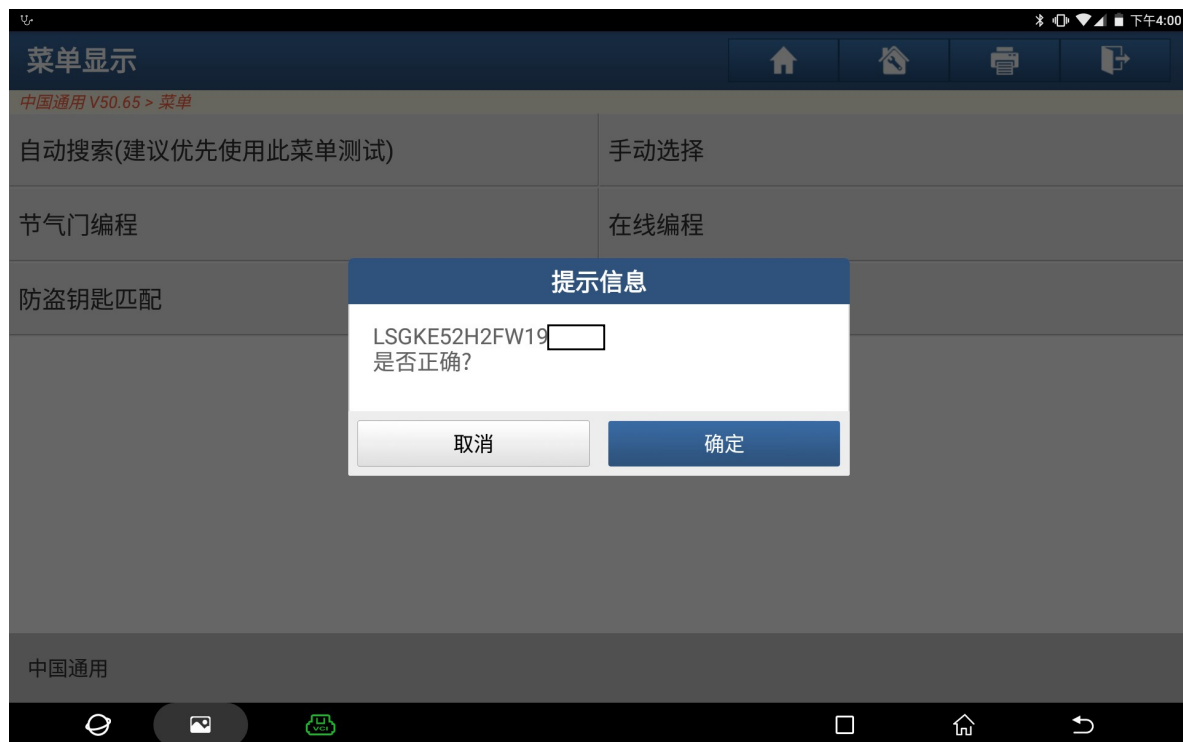 下午4:00
菜单显示
中国通用 V50.65 > 菜单
自动搜索(建议优先使用此菜单测试)
手动选择
节气门编程
在线编程
防盗钥匙匹配
提示信息
LSGKE52H2FW19
是否正确?
取消
确定
中国通用
VCI